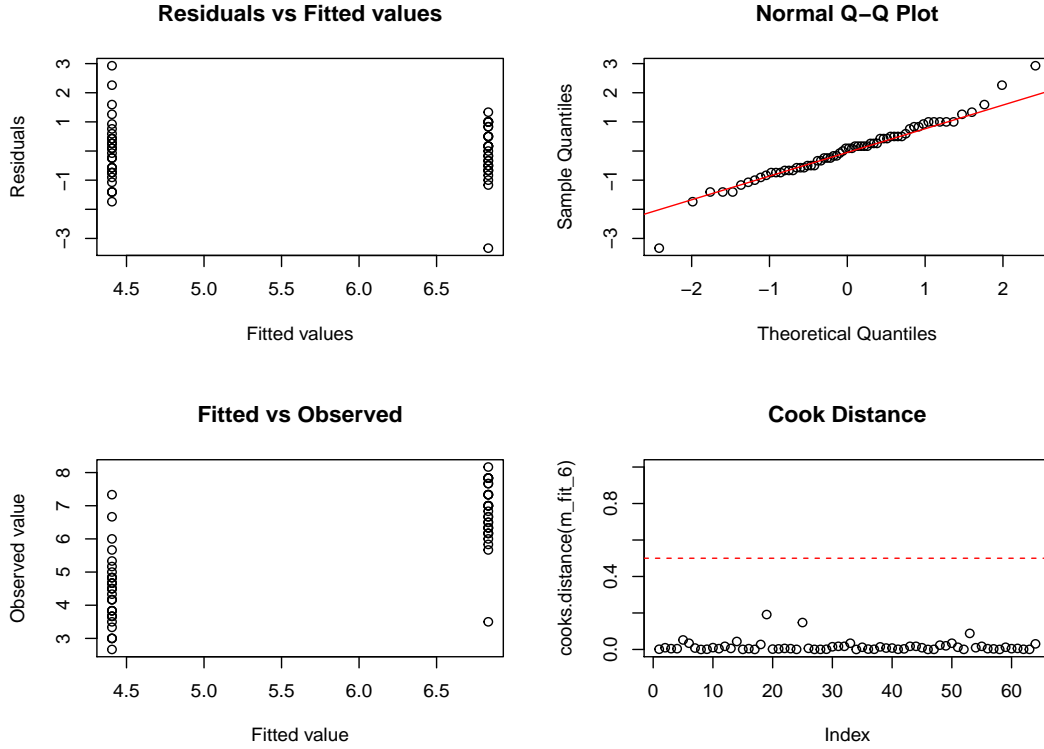 Residuals vs Fitted values
Residuals
3
2
1
-1
-3
4.5 5.0 5.5 6.0 6.5
Fitted values
Normal Q−Q Plot
Sample Quantiles
3
2
1
−1
−3
−2 −1 0 1 2
Theoretical Quantiles
Fitted vs Observed
Observed value
8
7
6
5
4
3
4.5 5.0 5.5 6.0 6.5
Fitted value
Cook Distance
cooks.distance(m_fit_6)
0.8
0.4
0.0
0 10 20 30 40 50 60
Index